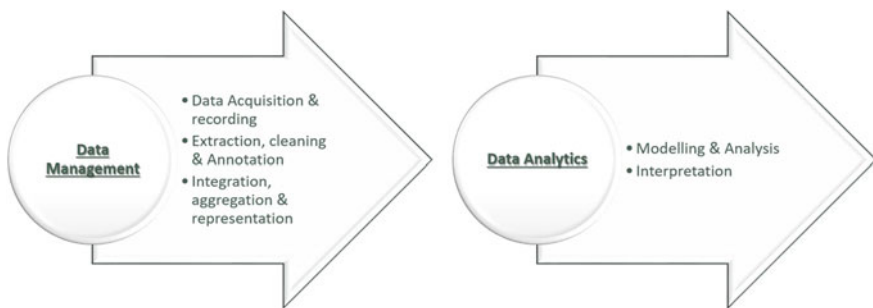 Data
Management
• Data Acquisition &
recording
• Extraction, cleaning
& Annotation
• Integration,
aggregation &
representation
Data Analytics
• Modelling & Analysis
• Interpretation